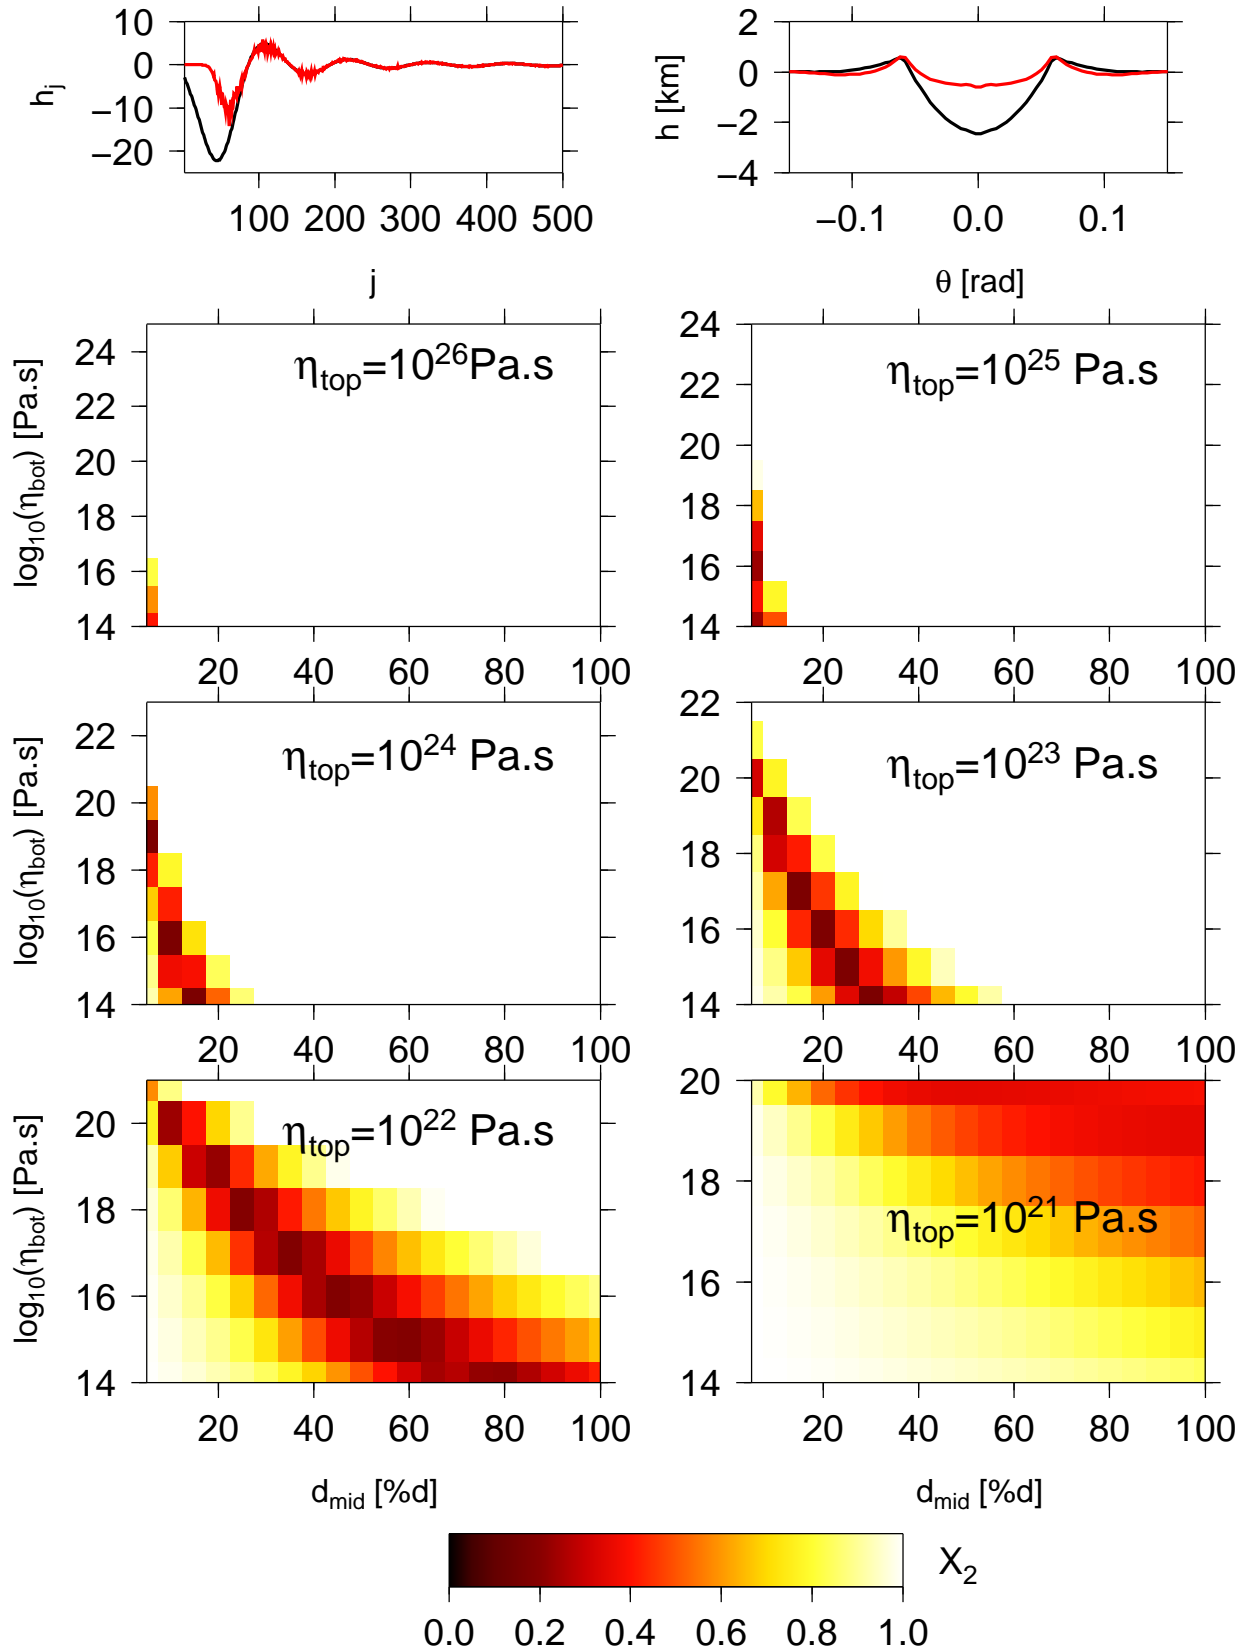 10
0
−10
−20
h_j
100 200 300 400 500
j
2
0
−2
−4
h [km]
−0.1 0.0 0.1
θ [rad]
24
22
20
18
16
14
log10(ηbot) [Pa.s]
ηtop=10^26Pa.s
20 40 60 80 100
24
22
20
18
16
14
ηtop=10^25 Pa.s
20 40 60 80 100
22
20
18
16
14
log10(ηbot) [Pa.s]
ηtop=10^24 Pa.s
20 40 60 80 100
22
20
18
16
14
ηtop=10^23 Pa.s
20 40 60 80 100
20
18
16
14
log10(ηbot) [Pa.s]
ηtop=10^22 Pa.s
20 40 60 80 100
dmid [%d]
20
18
16
14
ηtop=10^21 Pa.s
20 40 60 80 100
dmid [%d]
0.0 0.2 0.4 0.6 0.8 1.0
X2